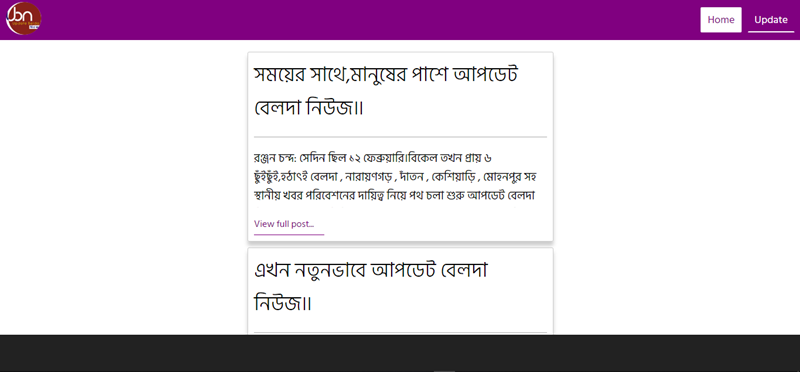 Home
Update
সময়ের সাথে,মানুষের পাশে আপডেট
বেলদা নিউজ।।
রঞ্জন চন্দ: সেদিন ছিল ১২ ফেব্রুয়ারি।বিকেল তখন প্রায় ৬
ছুঁইছুঁই,হঠাৎই বেলদা , নারায়ণগড় , দাঁতন , কেশিয়াড়ি , মোহনপুর সহ
স্থানীয় খবর পরিবেশনের দায়িত্ব নিয়ে পথ চলা শুরু আপডেট বেলদা
View full post...
এখন নতুনভাবে আপডেট বেলদা
নিউজ।।